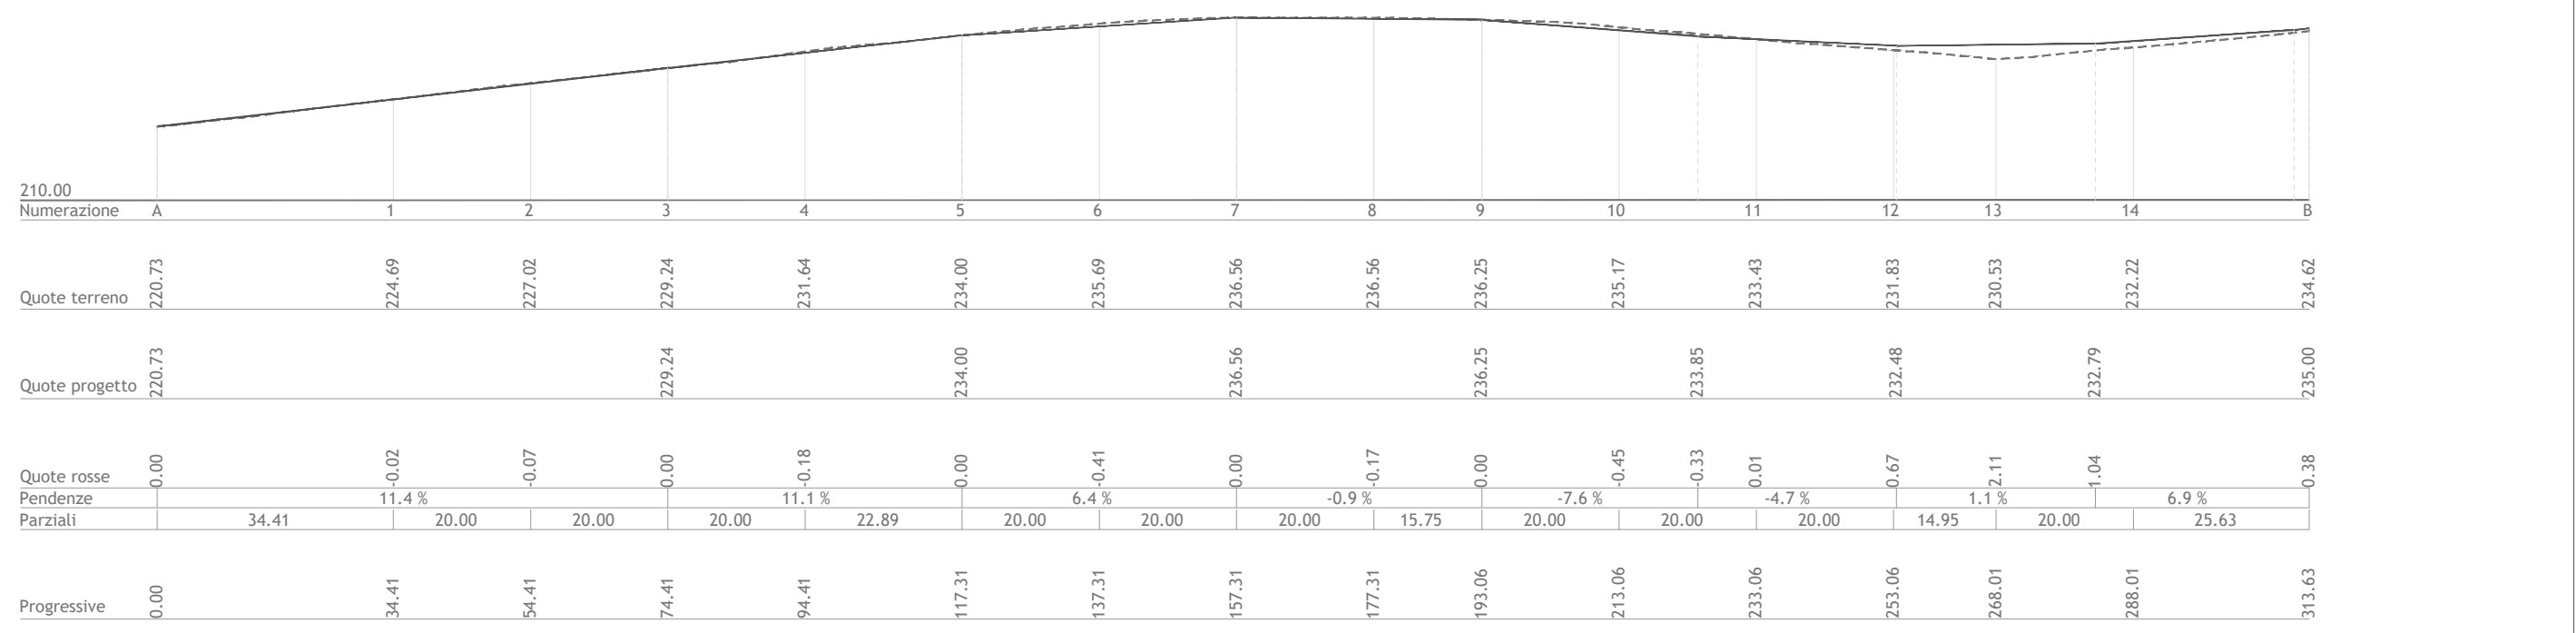 210.00
Numerazione A 1 2 3 4 5 6 7 8 9 10 11 12 13 14 B
Quote terreno 220.73 224.69 227.02 229.24 231.64 234.00 235.69 236.56 236.56 236.25 235.17 233.43 231.83 230.53 232.22 234.62
Quote progetto 220.73 229.24 234.00 236.56 236.25 233.85 232.48 232.79 235.00
Quote rosse 0.00 -0.02 -0.07 0.00 -0.18 0.00 -0.41 0.00 -0.17 0.00 -0.45 -0.33 0.01 0.67 2.11 1.04 0.38
Pendenze 11.4 % 11.1 % 6.4 % -0.9 % -7.6 % -4.7 % 1.1 % 6.9 %
Parziali 34.41 20.00 20.00 20.00 22.89 20.00 20.00 20.00 15.75 20.00 20.00 20.00 14.95 20.00 25.63
Progressive 0.00 34.41 54.41 74.41 94.41 117.31 137.31 157.31 177.31 193.06 213.06 233.06 253.06 268.01 288.01 313.63